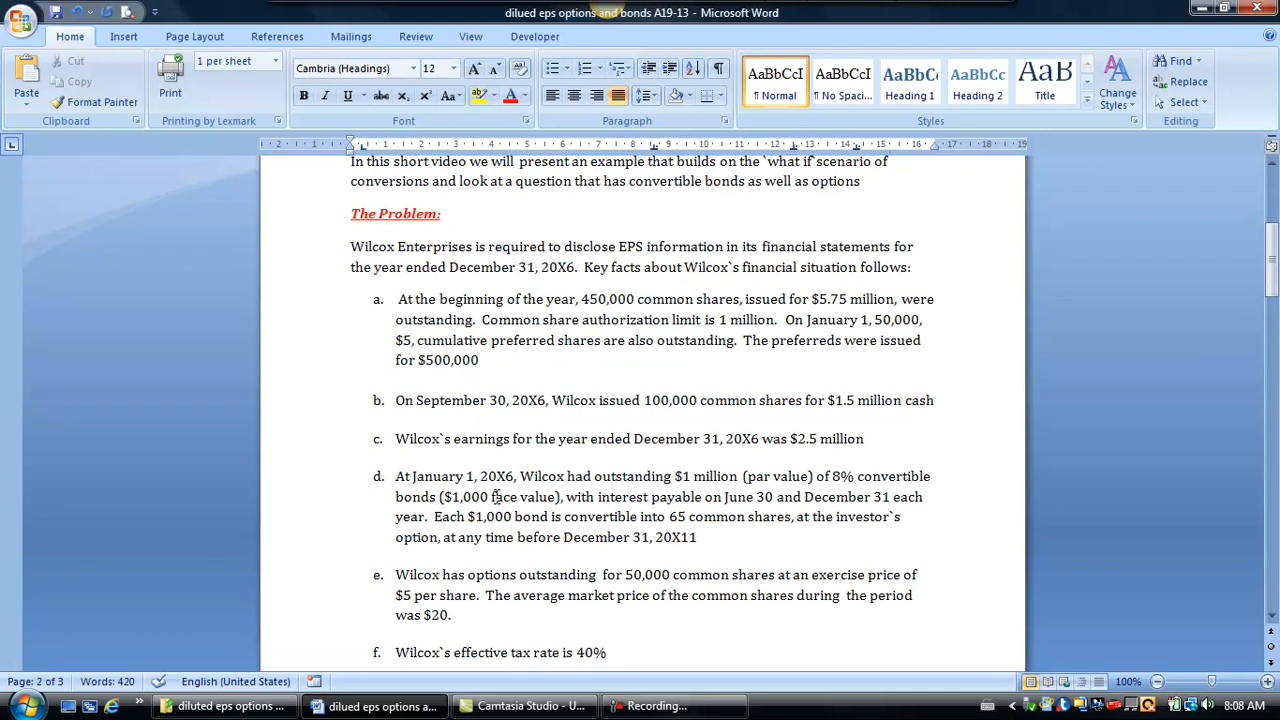 dilued eps options and bonds A19-13 - Microsoft Word
Home Insert Page Layout References Mailings Review View Developer
Paste
Cut
Copy
Format Painter
Clipboard
Print
1 per sheet
Printing by Lexmark
Cambria (Headings) 12
Font
Paragraph
AaBbCcI AaBbCcI AaBbC( AaBbCc AaB
¶ Normal ¶ No Spaci... Heading 1 Heading 2 Title
Change Styles
Styles
Find
Replace
Select
Editing
In this short video we will present an example that builds on the `what if`scenario of
conversions and look at a question that has convertible bonds as well as options
The Problem:
Wilcox Enterprises is required to disclose EPS information in its financial statements for
the year ended December 31, 20X6. Key facts about Wilcox`s financial situation follows:
a. At the beginning of the year, 450,000 common shares, issued for $5.75 million, were
outstanding. Common share authorization limit is 1 million. On January 1, 50,000,
$5, cumulative preferred shares are also outstanding. The preferreds were issued
for $500,000
b. On September 30, 20X6, Wilcox issued 100,000 common shares for $1.5 million cash
c. Wilcox`s earnings for the year ended December 31, 20X6 was $2.5 million
d. At January 1, 20X6, Wilcox had outstanding $1 million (par value) of 8% convertible
bonds ($1,000 face value), with interest payable on June 30 and December 31 each
year. Each $1,000 bond is convertible into 65 common shares, at the investor`s
option, at any time before December 31, 20X11
e. Wilcox has options outstanding for 50,000 common shares at an exercise price of
$5 per share. The average market price of the common shares during the period
was $20.
f. Wilcox`s effective tax rate is 40%
Page: 2 of 3 Words: 420 English (United States) 100%
diluted eps options ... dilued eps options a... Camtasia Studio - U... Recording... 8:08 AM